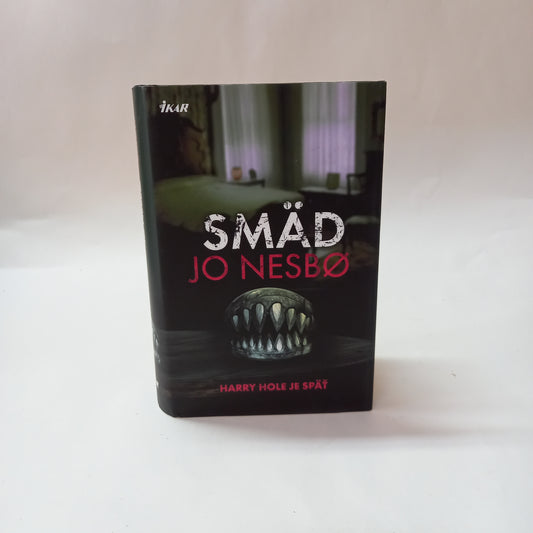 iKAR
SMÄD
JO NESBØ
HARRY HOLE JE SPÄŤ